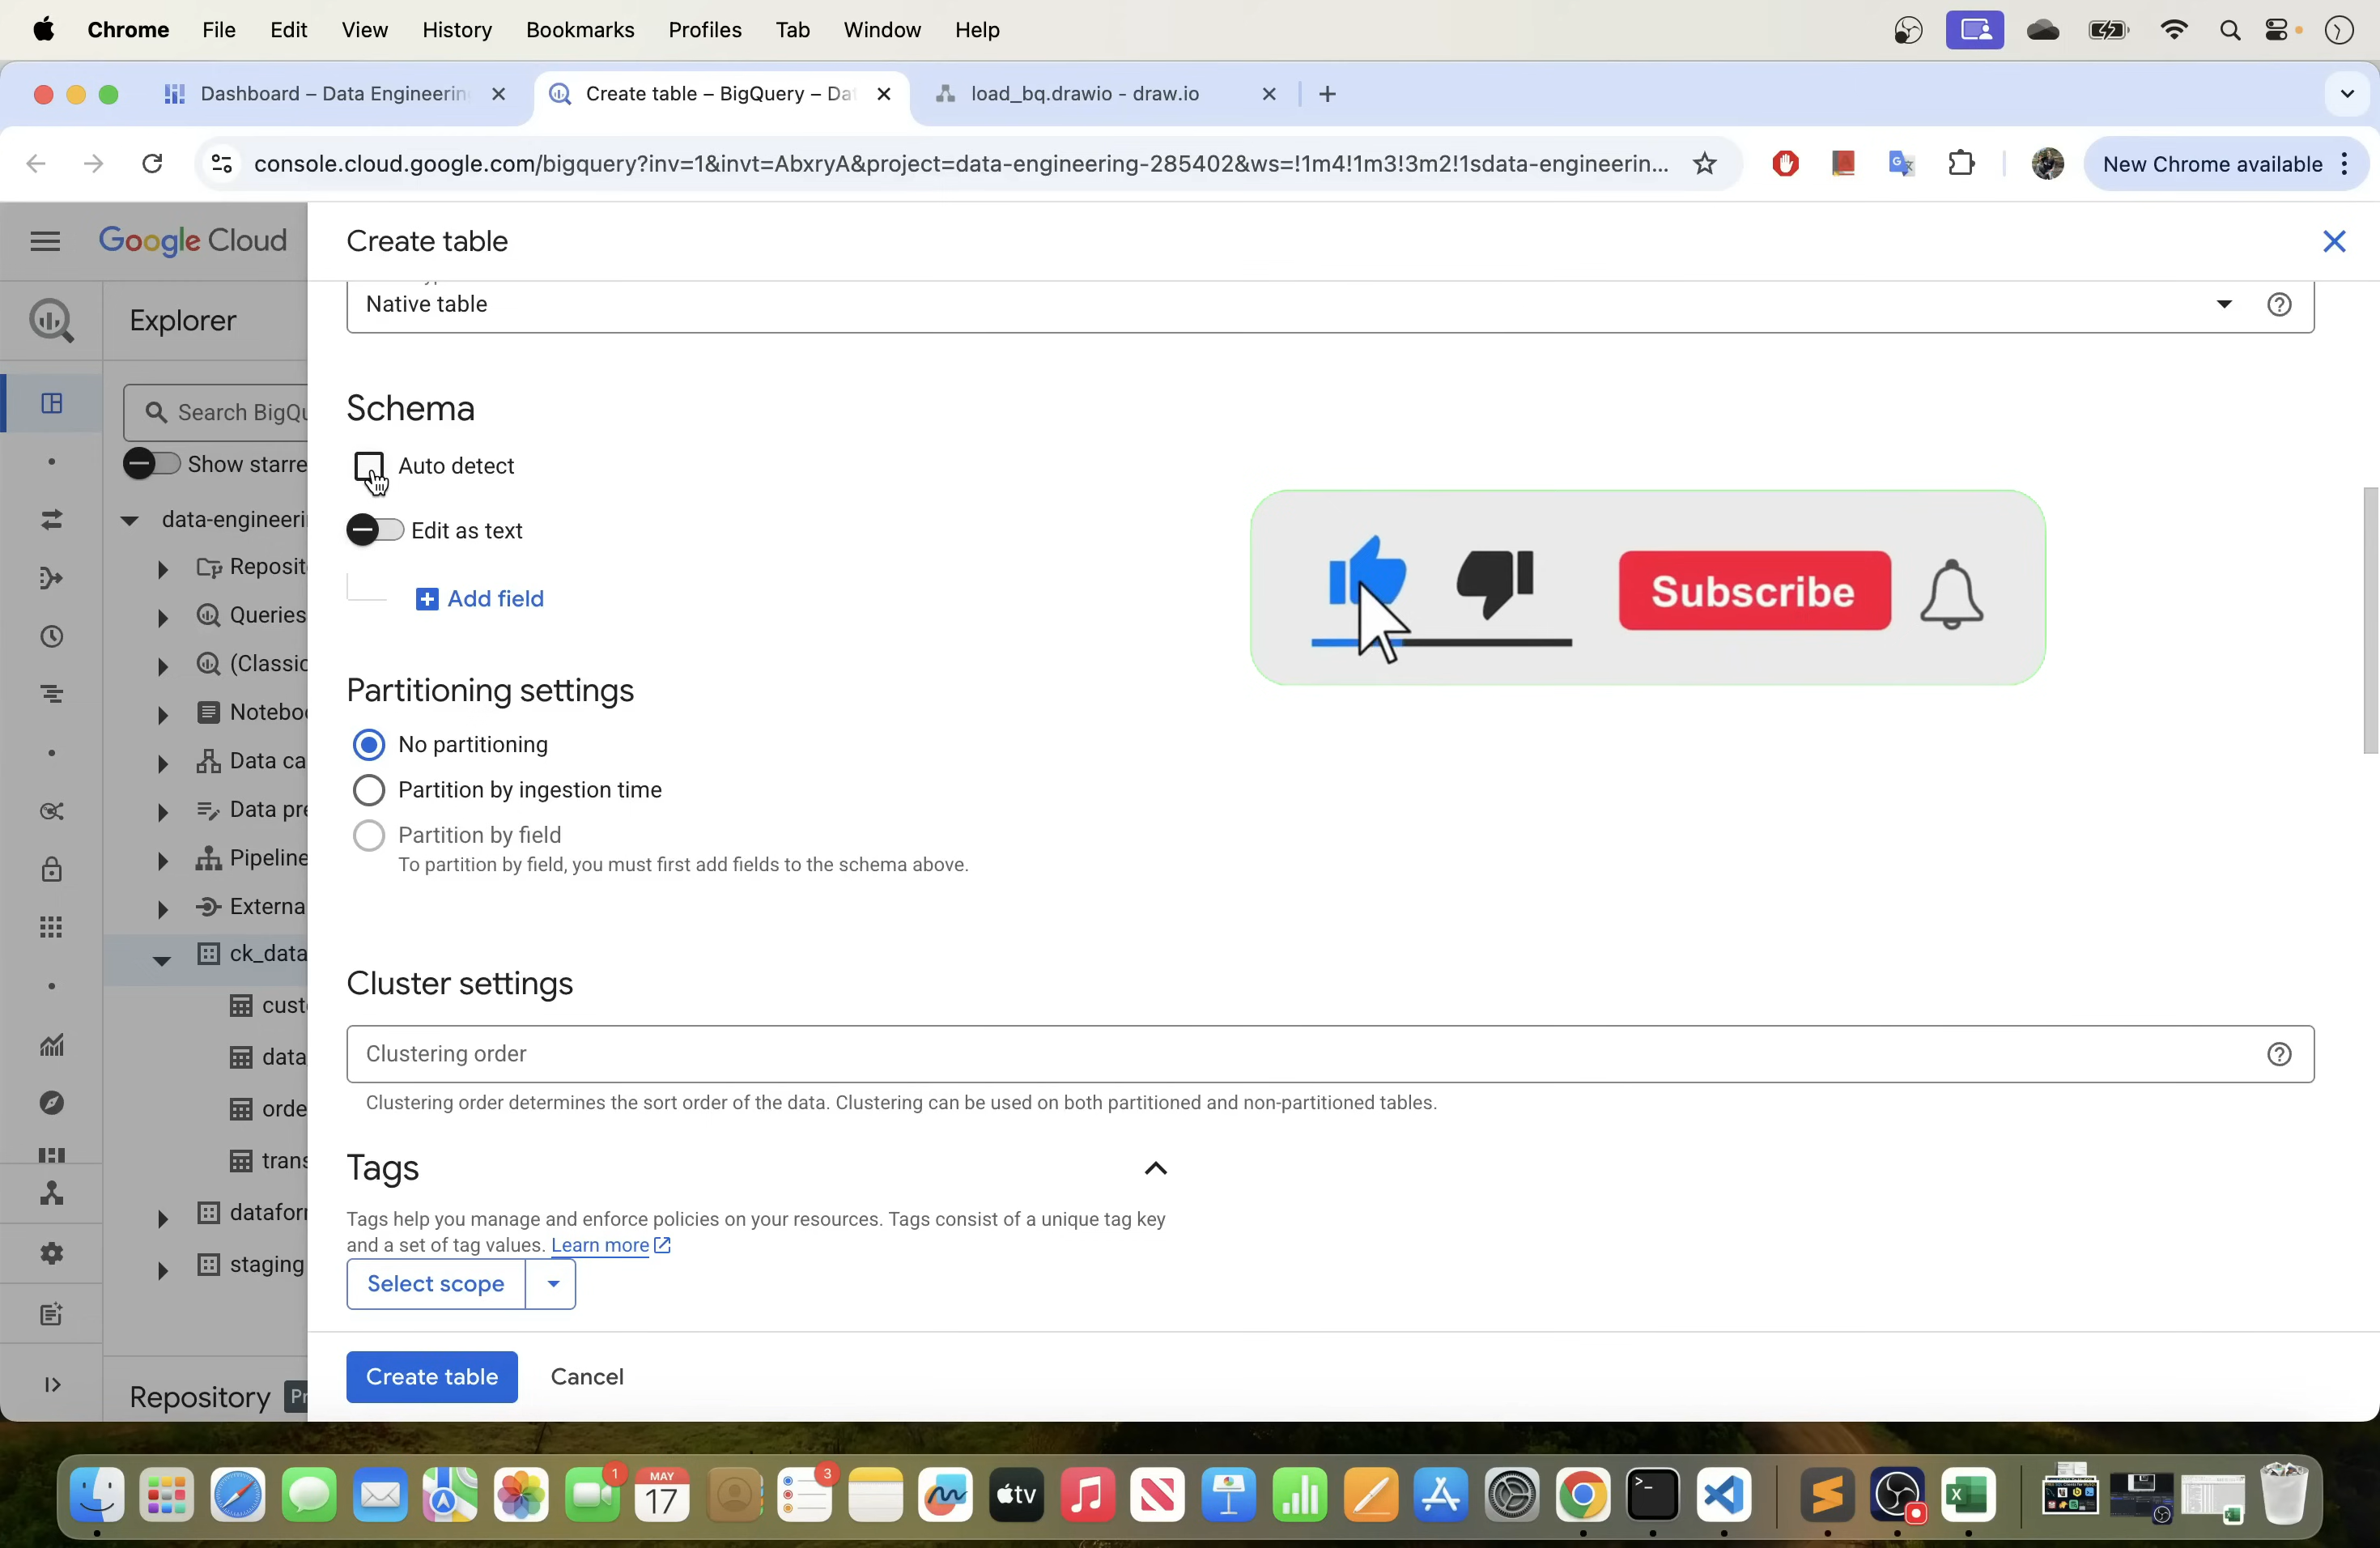 Chrome File Edit View History Bookmarks Profiles Tab Window Help
Dashboard – Data Engineerin
Create table – BigQuery – Dat
load_bq.drawio - draw.io
console.cloud.google.com/bigquery?inv=1&invt=AbxryA&project=data-engineering-285402&ws=!1m4!1m3!3m2!1sdata-engineerin...
New Chrome available
Google Cloud
Create table
Explorer
Native table
Search BigQu
Schema
Show starre
Auto detect
data-engineeri
Edit as text
Reposit
Add field
Subscribe
Queries
(Classic
Partitioning settings
Noteboo
No partitioning
Data ca
Partition by ingestion time
Data pre
Partition by field
To partition by field, you must first add fields to the schema above.
Pipeline
Externa
ck_data
Cluster settings
cust
Clustering order
data
Clustering order determines the sort order of the data. Clustering can be used on both partitioned and non-partitioned tables.
orde
trans
Tags
Tags help you manage and enforce policies on your resources. Tags consist of a unique tag key
and a set of tag values. Learn more
datafor
staging
Select scope
Create table
Cancel
Repository
Pr
MAY
17
1
3
tv